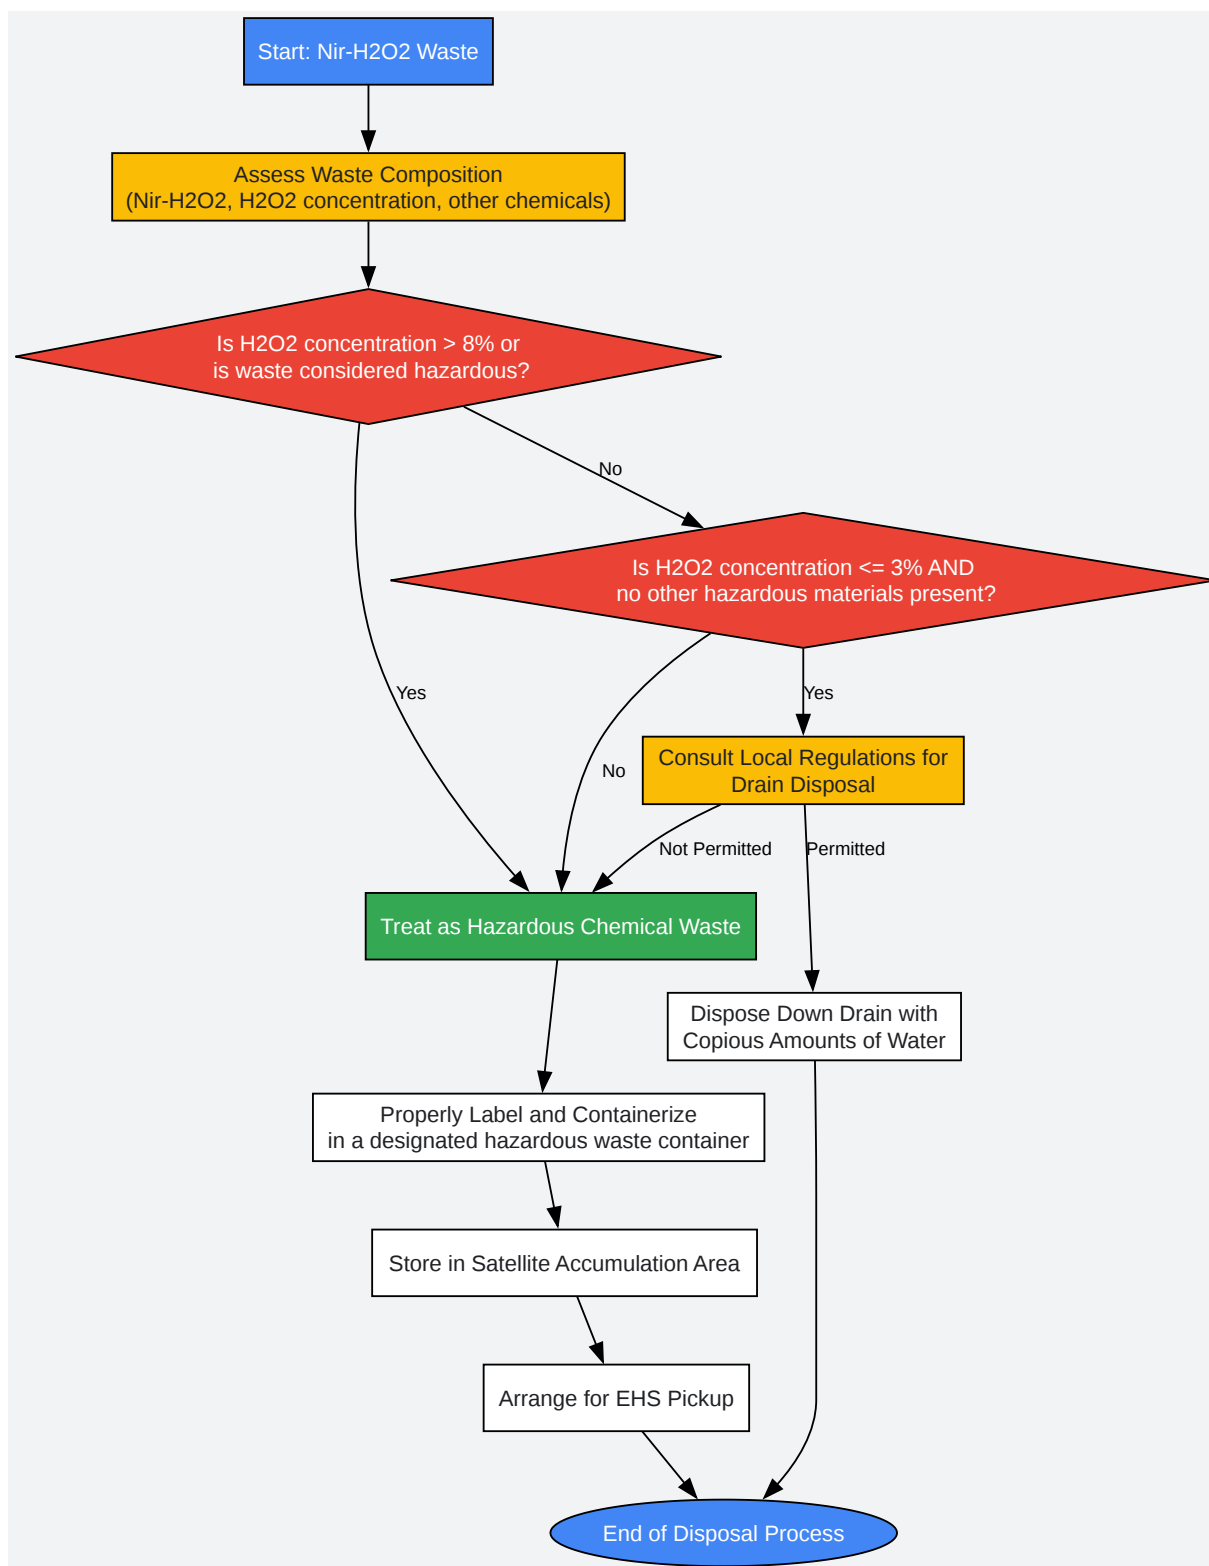 Start: Nir-H2O2 Waste
Assess Waste Composition
(Nir-H2O2, H2O2 concentration, other chemicals)
Is H2O2 concentration > 8% or
is waste considered hazardous?
No
Is H2O2 concentration <= 3% AND
no other hazardous materials present?
Yes
Yes
No
Consult Local Regulations for
Drain Disposal
Not Permitted
Permitted
Treat as Hazardous Chemical Waste
Dispose Down Drain with
Copious Amounts of Water
Properly Label and Containerize
in a designated hazardous waste container
Store in Satellite Accumulation Area
Arrange for EHS Pickup
End of Disposal Process